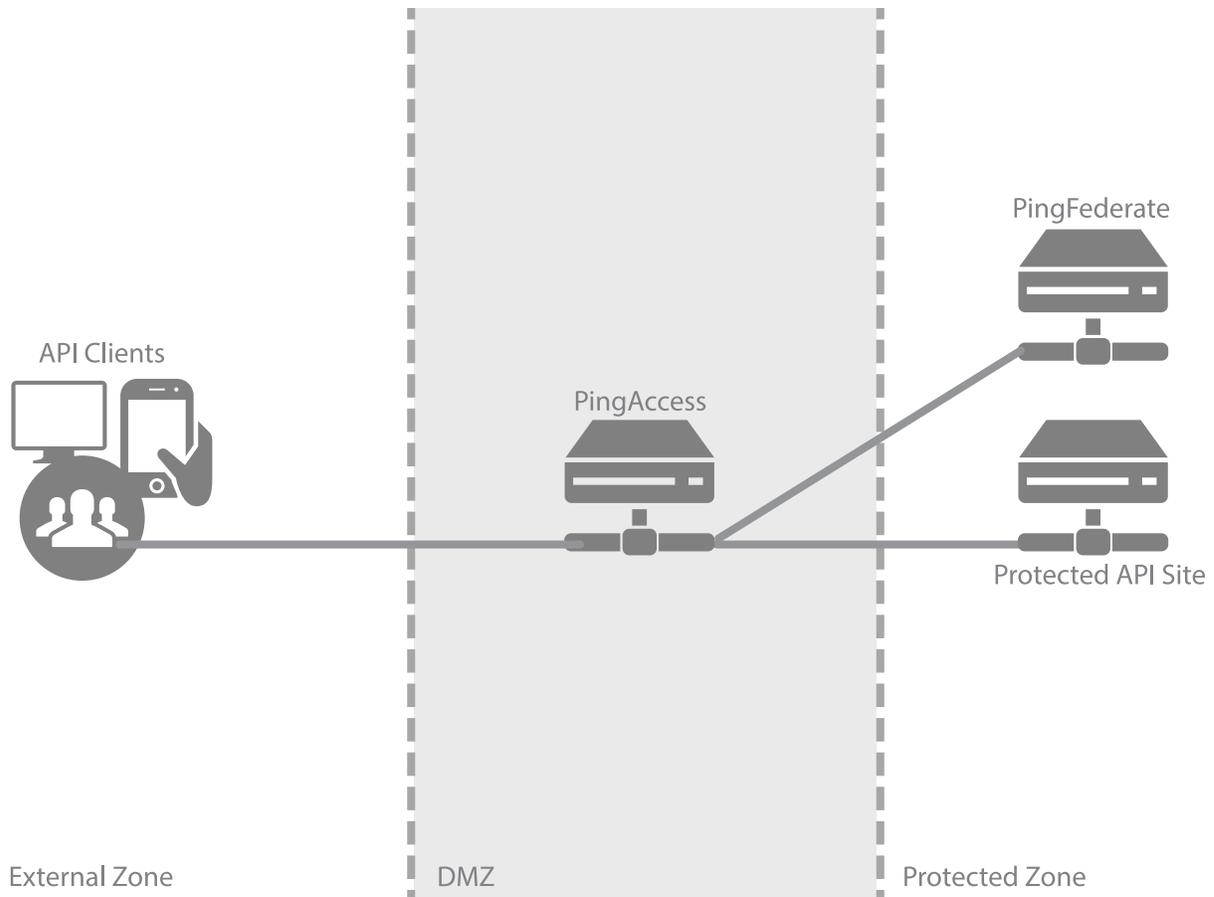 PingFederate
API Clients
PingAccess
Protected API Site
External Zone
DMZ
Protected Zone